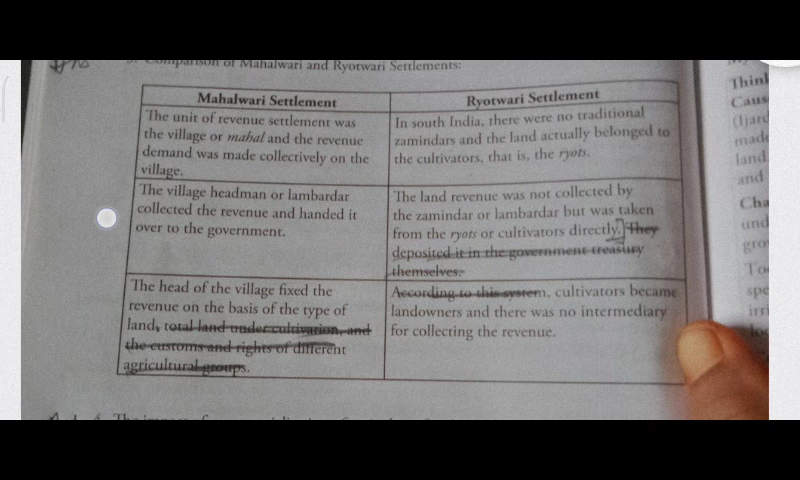 Comparison of Mahalwari and Ryotwari Settlements:
Mahalwari Settlement
The unit of revenue settlement was
the village or mahal and the revenue
demand was made collectively on the
village.
Ryotwari Settlement
In south India, there were no traditional
zamindars and the land actually belonged to
the cultivators, that is, the ryots.
The village headman or lambardar
collected the revenue and handed it
over to the government.
The land revenue was not collected by
the zamindar or lambardar but was taken
from the ryots or cultivators directly. They
deposited it in the government treasury
themselves.
The head of the village fixed the
revenue on the basis of the type of
land, total land under cultivation, and
the customs and rights of different
agricultural groups.
According to this system, cultivators became
landowners and there was no intermediary
for collecting the revenue.
Caus
(Ijard
made
land.
and
Cha
und
grov
To
spe
irri